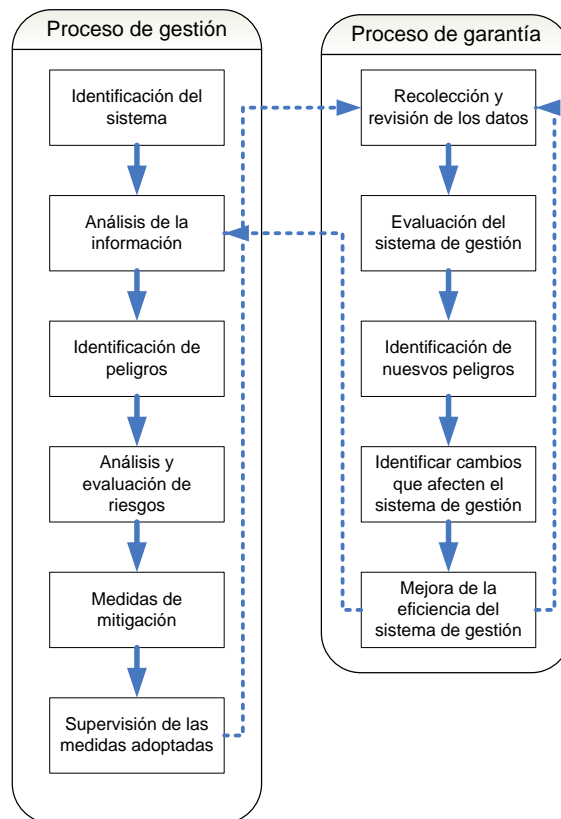 Proceso de gestión
Identificación del
sistema
Análisis de la
información
Identificación de
peligros
Análisis y
evaluación de
riesgos
Medidas de
mitigación
Supervisión de las
medidas adoptadas
Proceso de garantía
Recolección y
revisión de los datos
Evaluación del
sistema de gestión
Identificación de
nuesvos peligros
Identificar cambios
que afecten el
sistema de gestión
Mejora de la
eficiencia del
sistema de gestión